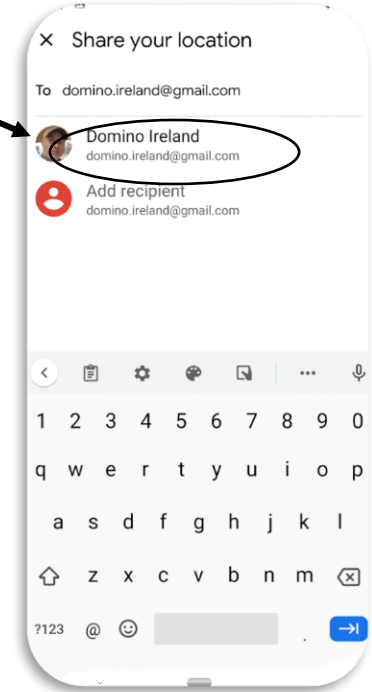 × Share your location
To domino.ireland@gmail.com
Domino Ireland
domino.ireland@gmail.com
Add recipient
domino.ireland@gmail.com
1 2 3 4 5 6 7 8 9 0
q w e r t y u i o p
a s d f g h j k l
z x c v b n m
?123 @ .